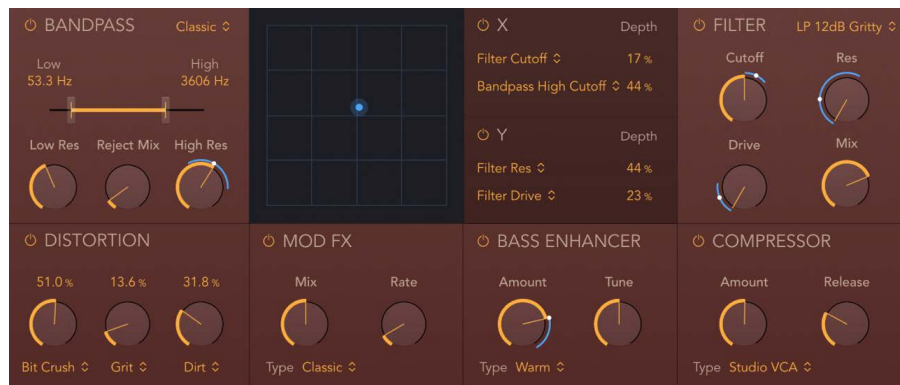 BANDPASS
Classic
Low
High
53.3 Hz
3606 Hz
Low Res
Reject Mix
High Res
X
Depth
Filter Cutoff
17 %
Bandpass High Cutoff
44 %
Y
Depth
Filter Res
44 %
Filter Drive
23 %
FILTER
LP 12dB Gritty
Cutoff
Res
Drive
Mix
DISTORTION
51.0 %
13.6 %
31.8 %
Bit Crush
Grit
Dirt
MOD FX
Mix
Rate
Type Classic
BASS ENHANCER
Amount
Tune
Type Warm
COMPRESSOR
Amount
Release
Type Studio VCA